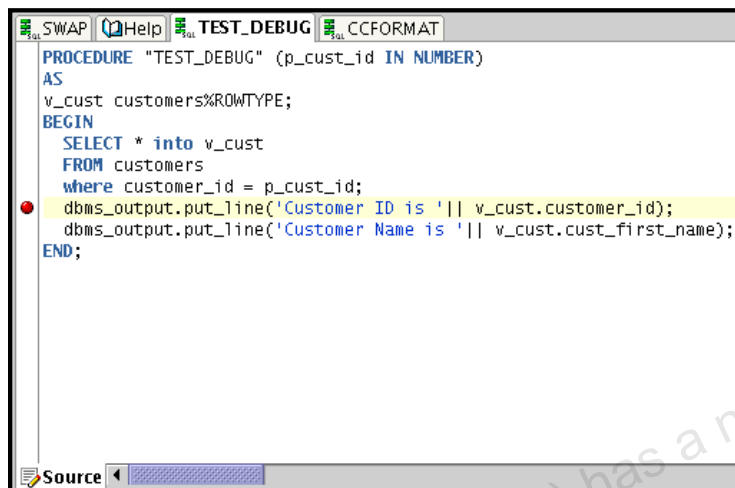 SWAP Help TEST_DEBUG CCFORMAT
PROCEDURE "TEST_DEBUG" (p_cust_id IN NUMBER)
AS
v_cust customers%ROWTYPE;
BEGIN
SELECT * into v_cust
FROM customers
where customer_id = p_cust_id;
dbms_output.put_line('Customer ID is '|| v_cust.customer_id);
dbms_output.put_line('Customer Name is '|| v_cust.cust_first_name);
END;
has a
Source